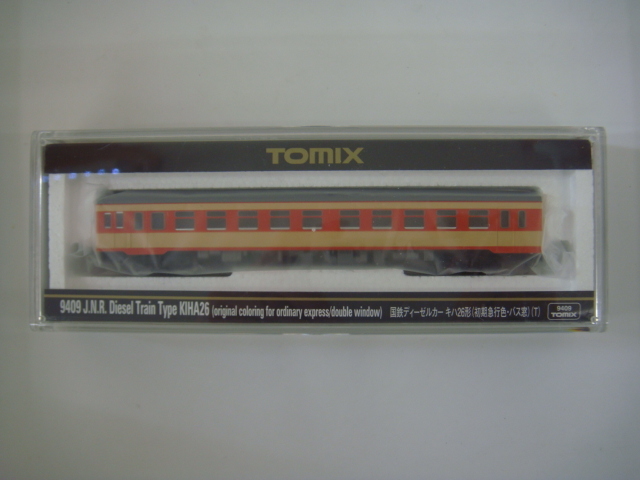 TOMIX
9409 J.N.R. Diesel Train Type KIHA26 (original coloring for ordinary express/double window) 国鉄ディーゼルカー キハ26形(初期急行色・バス窓)(T)
9409
TOMIX